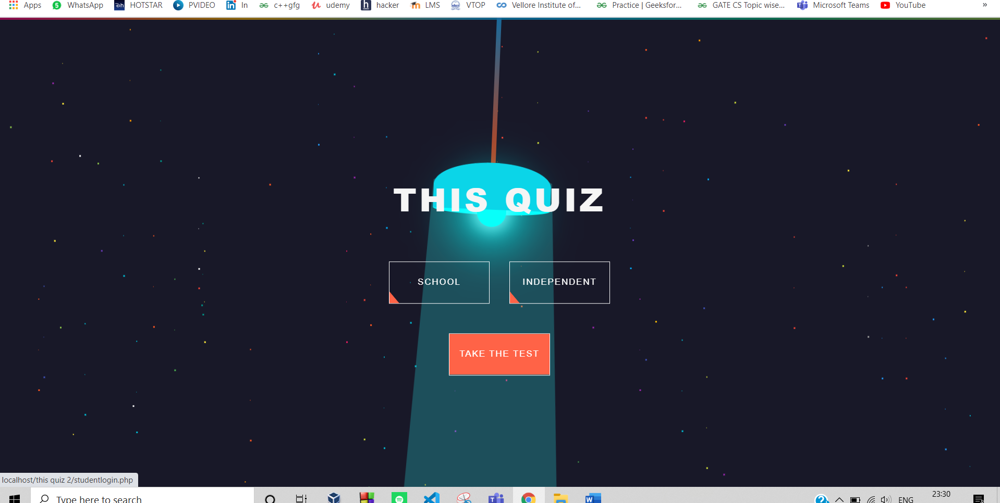 Apps WhatsApp HOTSTAR PVIDEO In c++gfg udemy hacker LMS VTOP Vellore Institute of... Practice | Geeksfor... GATE CS Topic wise... Microsoft Teams YouTube »
THIS QUIZ
SCHOOL INDEPENDENT
TAKE THE TEST
localhost/this quiz 2/studentlogin.php
Type here to search
ENG 23:30